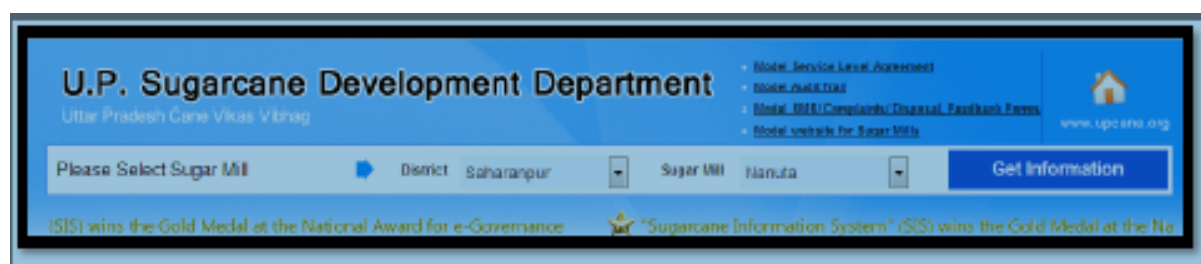 U.P. Sugarcane Development Department
Uttar Pradesh Cane Vikas Vibhag
Model Service Level Agreement
Model Audit Trail
Model SMS/ Complaints/ Disposal, Feedback Forms
Model website for Sugar Mills
www.upcane.org
Please Select Sugar Mill District Saharanpur Sugar Mill Nanuta Get Information
(SIS) wins the Gold Medal at the National Award for e-Governance "Sugarcane Information System" (SIS) wins the Gold Medal at the Na